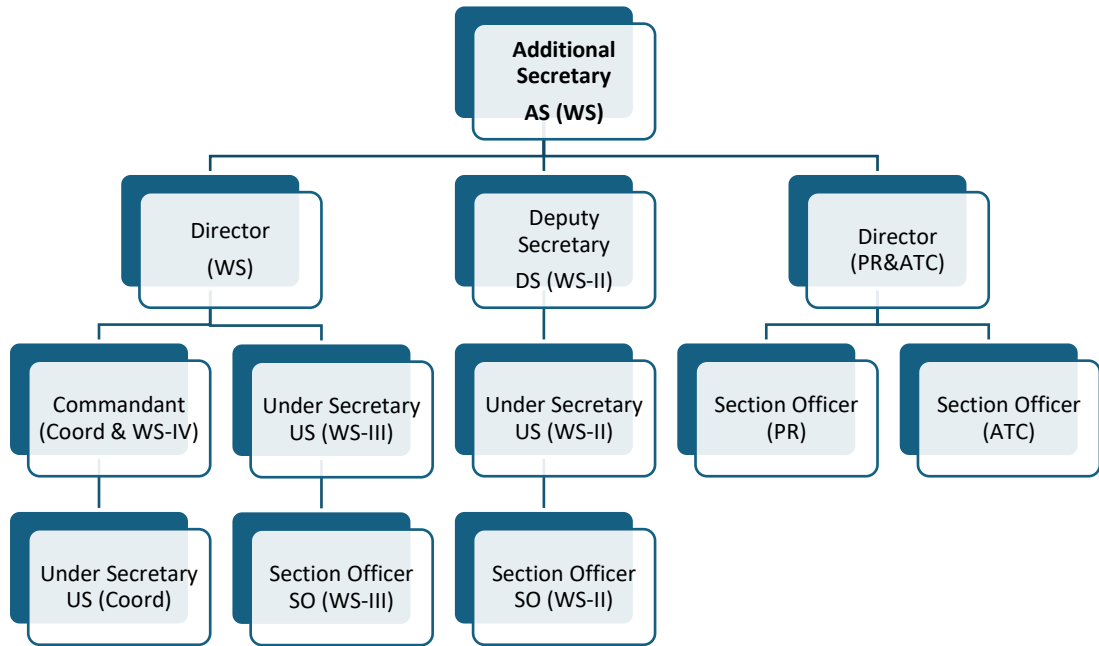 Additional
Secretary
AS (WS)
Director
(WS)
Deputy
Secretary
DS (WS-II)
Director
(PR&ATC)
Commandant
(Coord & WS-IV)
Under Secretary
US (WS-III)
Under Secretary
US (WS-II)
Section Officer
(PR)
Section Officer
(ATC)
Under Secretary
US (Coord)
Section Officer
SO (WS-III)
Section Officer
SO (WS-II)